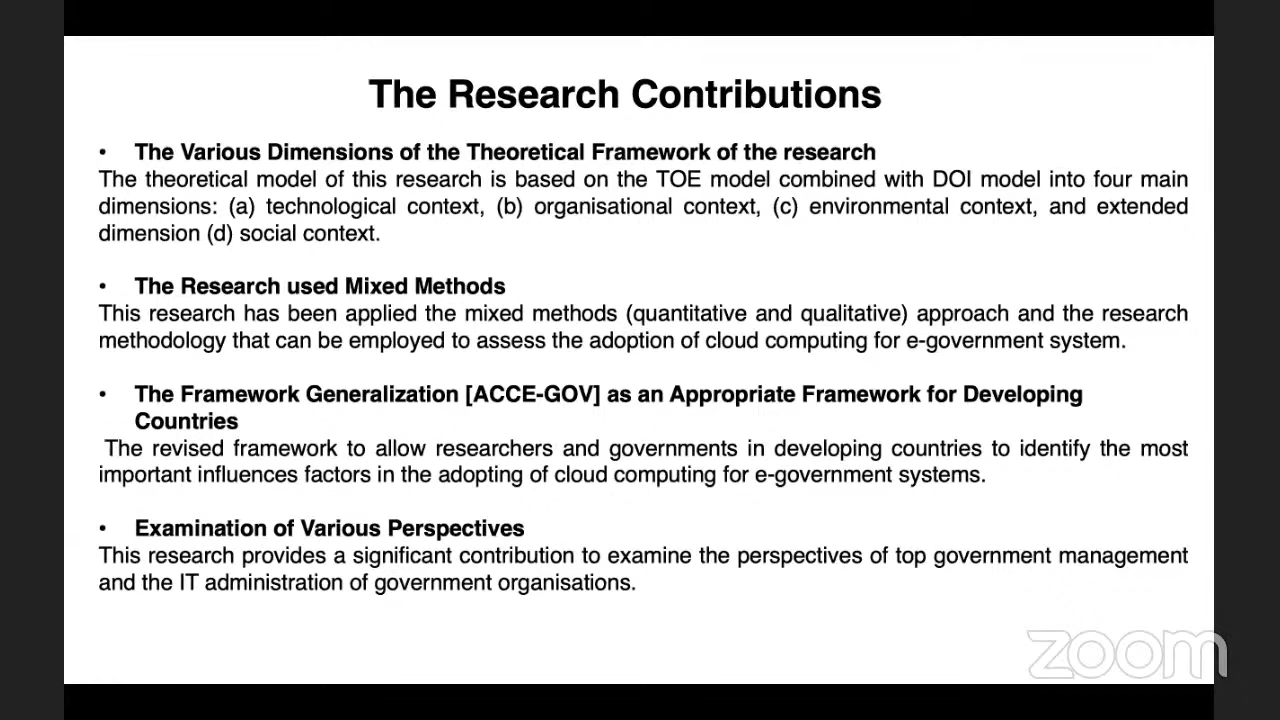 The Research Contributions
• The Various Dimensions of the Theoretical Framework of the research
The theoretical model of this research is based on the TOE model combined with DOI model into four main
dimensions: (a) technological context, (b) organisational context, (c) environmental context, and extended
dimension (d) social context.
• The Research used Mixed Methods
This research has been applied the mixed methods (quantitative and qualitative) approach and the research
methodology that can be employed to assess the adoption of cloud computing for e-government system.
• The Framework Generalization [ACCE-GOV] as an Appropriate Framework for Developing
Countries
The revised framework to allow researchers and governments in developing countries to identify the most
important influences factors in the adopting of cloud computing for e-government systems.
• Examination of Various Perspectives
This research provides a significant contribution to examine the perspectives of top government management
and the IT administration of government organisations.
zoom